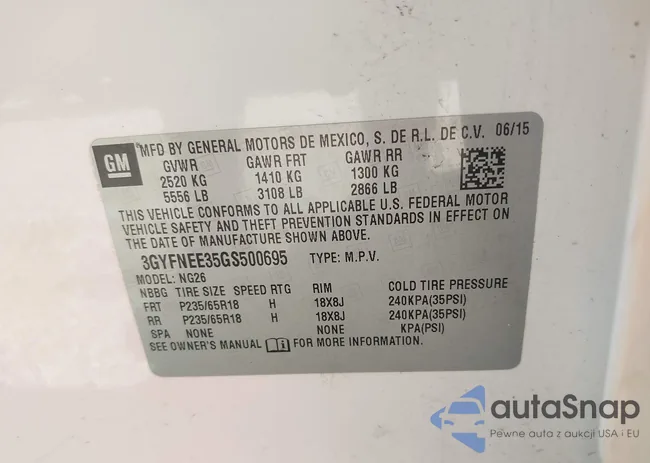 GM
MFD BY GENERAL MOTORS DE MEXICO, S. DE R.L. DE C.V. 06/15
GVWR GAWR FRT GAWR RR
2520 KG 1410 KG 1300 KG
5556 LB 3108 LB 2866 LB
THIS VEHICLE CONFORMS TO ALL APPLICABLE U.S. FEDERAL MOTOR
VEHICLE SAFETY AND THEFT PREVENTION STANDARDS IN EFFECT ON
THE DATE OF MANUFACTURE SHOWN ABOVE.
3GYFNEE35GS500695 TYPE: M.P.V.
MODEL: NG26
NBBG TIRE SIZE SPEED RTG RIM COLD TIRE PRESSURE
FRT P235/65R18 H 18X8J 240KPA(35PSI)
RR P235/65R18 H 18X8J 240KPA(35PSI)
SPA NONE NONE KPA(PSI)
SEE OWNER'S MANUAL FOR MORE INFORMATION.
autaSnap
Pewne auta z aukcji USA i EU